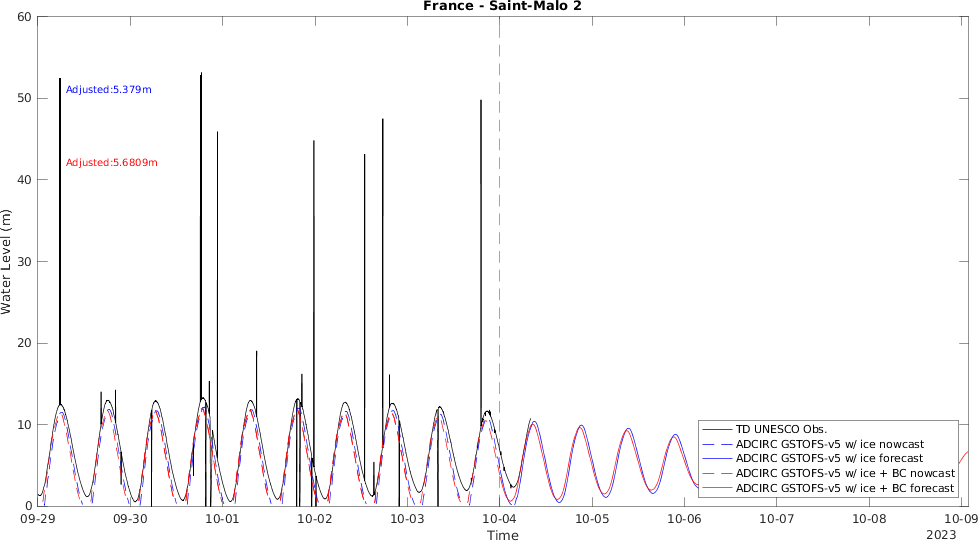 France - Saint-Malo 2
60
50
40
30
20
10
0
Water Level (m)
Adjusted:5.379m
Adjusted:5.6809m
TD UNESCO Obs.
ADCIRC GSTOFS-v5 w/ ice nowcast
ADCIRC GSTOFS-v5 w/ ice forecast
ADCIRC GSTOFS-v5 w/ ice + BC nowcast
ADCIRC GSTOFS-v5 w/ ice + BC forecast
09-29 09-30 10-01 10-02 10-03 10-04 10-05 10-06 10-07 10-08 10-09
Time
2023